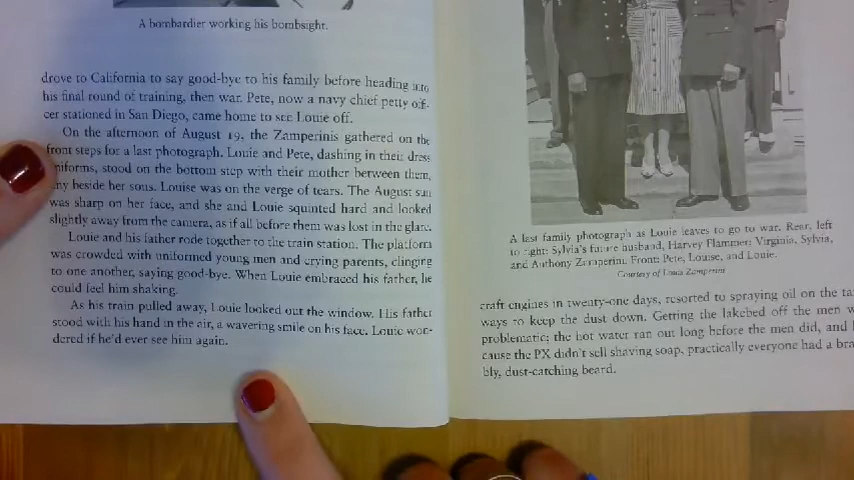 A bombardier working his bombsight.
drove to California to say good-bye to his family before heading into
his final round of training, then war. Pete, now a navy chief petty offi-
cer stationed in San Diego, came home to see Louie off.
On the afternoon of August 19, the Zamperinis gathered on the
front steps for a last photograph. Louie and Pete, dashing in their dress
niforms, stood on the bottom step with their mother between them,
ny beside her sons. Louise was on the verge of tears. The August sun
was sharp on her face, and she and Louie squinted hard and looked
slightly away from the camera, as if all before them was lost in the glare.
Louie and his father rode together to the train station. The platform
was crowded with uniformed young men and crying parents, clinging
to one another, saying good-bye. When Louie embraced his father, he
could feel him shaking.
As his train pulled away, Louie looked out the window. His father
stood with his hand in the air, a wavering smile on his face. Louie won-
dered if he'd ever see him again.
A last family photograph as Louie leaves to go to war. Rear, left
to right: Sylvia's future husband, Harvey Flammer; Virginia, Sylvia,
and Anthony Zamperini. Front: Pete, Louise, and Louie.
Courtesy of Louis Zamperini
craft engines in twenty-one days, resorted to spraying oil on the ta
ways to keep the dust down. Getting the lakebed off the men w
problematic; the hot water ran out long before the men did, and
cause the PX didn't sell shaving soap, practically everyone had a bra
bly, dust-catching beard.